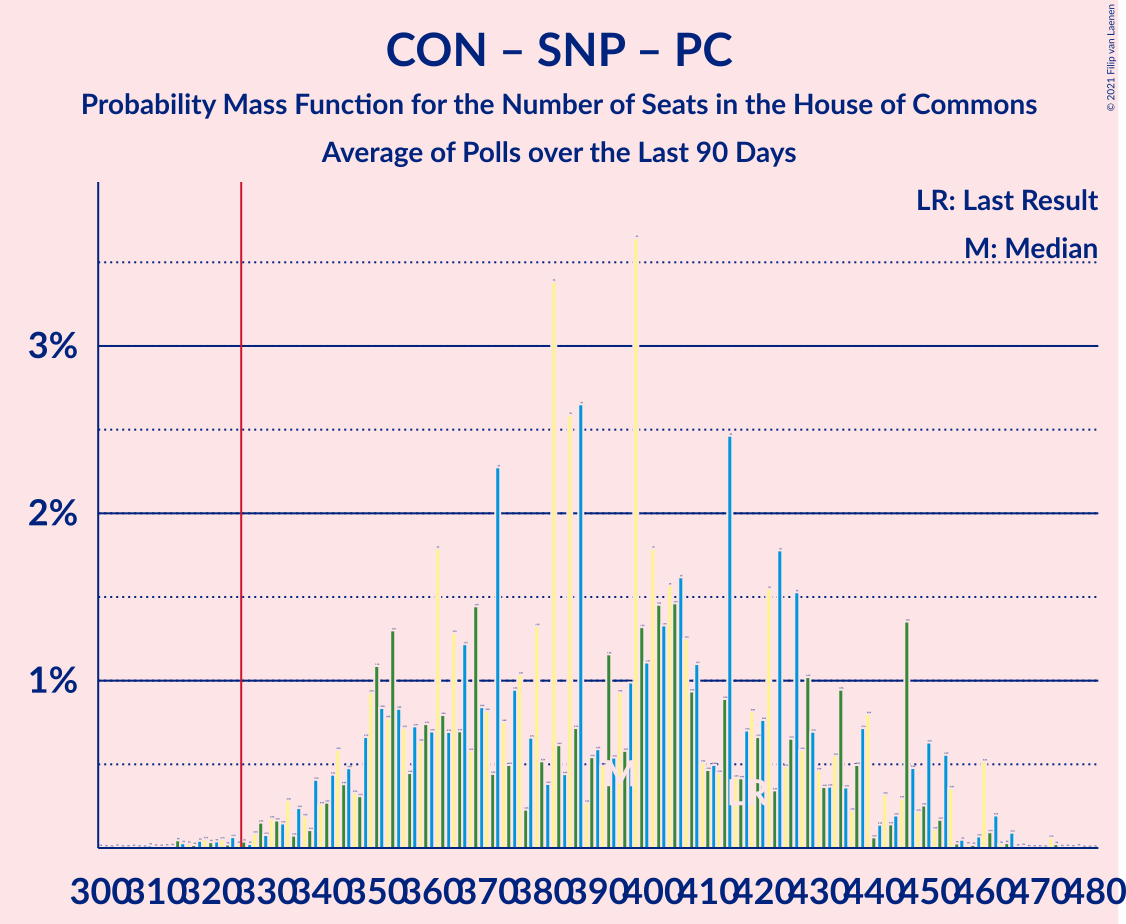 CON – SNP – PC
Probability Mass Function for the Number of Seats in the House of Commons
Average of Polls over the Last 90 Days
© 2021 Filip van Laenen
LR: Last Result
M: Median
3%
2%
1%
M
LR
300 310 320 330 340 350 360 370 380 390 400 410 420 430 440 450 460 470 480